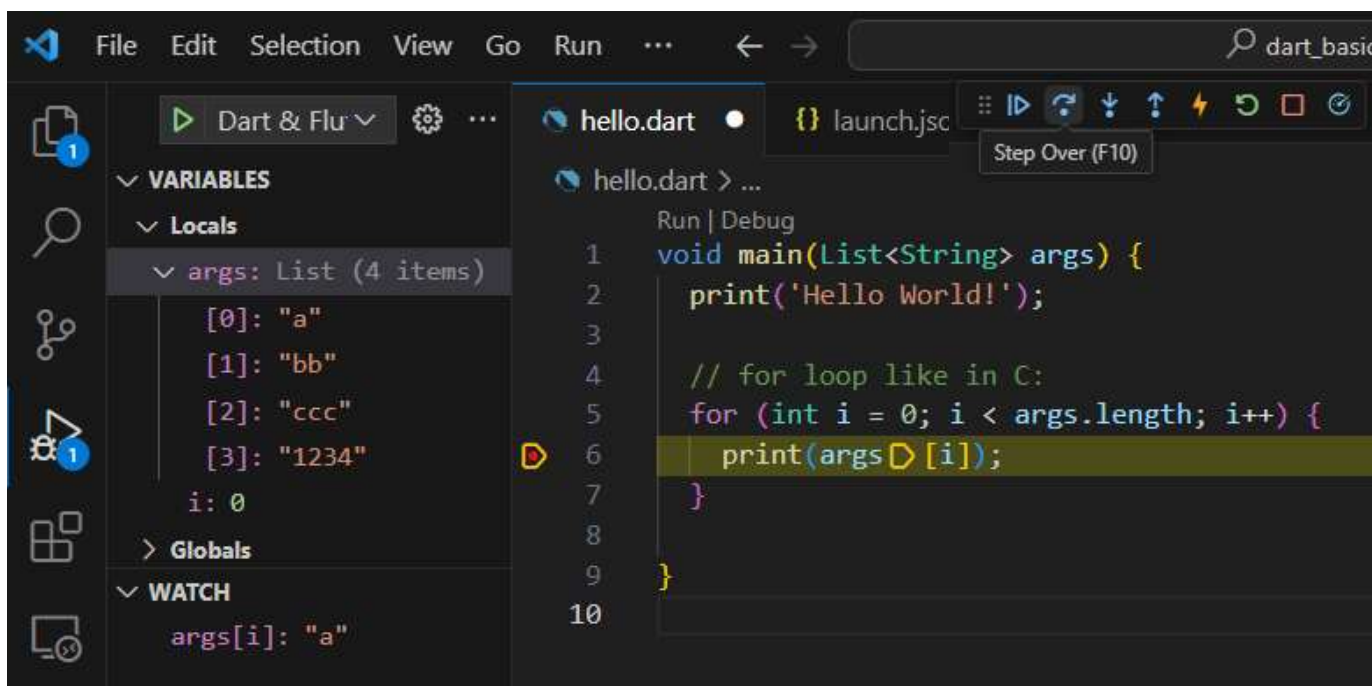 File Edit Selection View Go Run ··· dart_basic
1 Dart & Flu ··· hello.dart launch.jsc
Step Over (F10)
VARIABLES hello.dart > ...
Locals Run | Debug
args: List (4 items) 1 void main(List<String> args) {
[0]: "a" 2 print('Hello World!');
[1]: "bb" 3
4 // for loop like in C:
[2]: "ccc" 5 for (int i = 0; i < args.length; i++) {
1 [3]: "1234" 6 print(args[i]);
i: 0 7 }
Globals 8
WATCH 9 }
args[i]: "a" 10